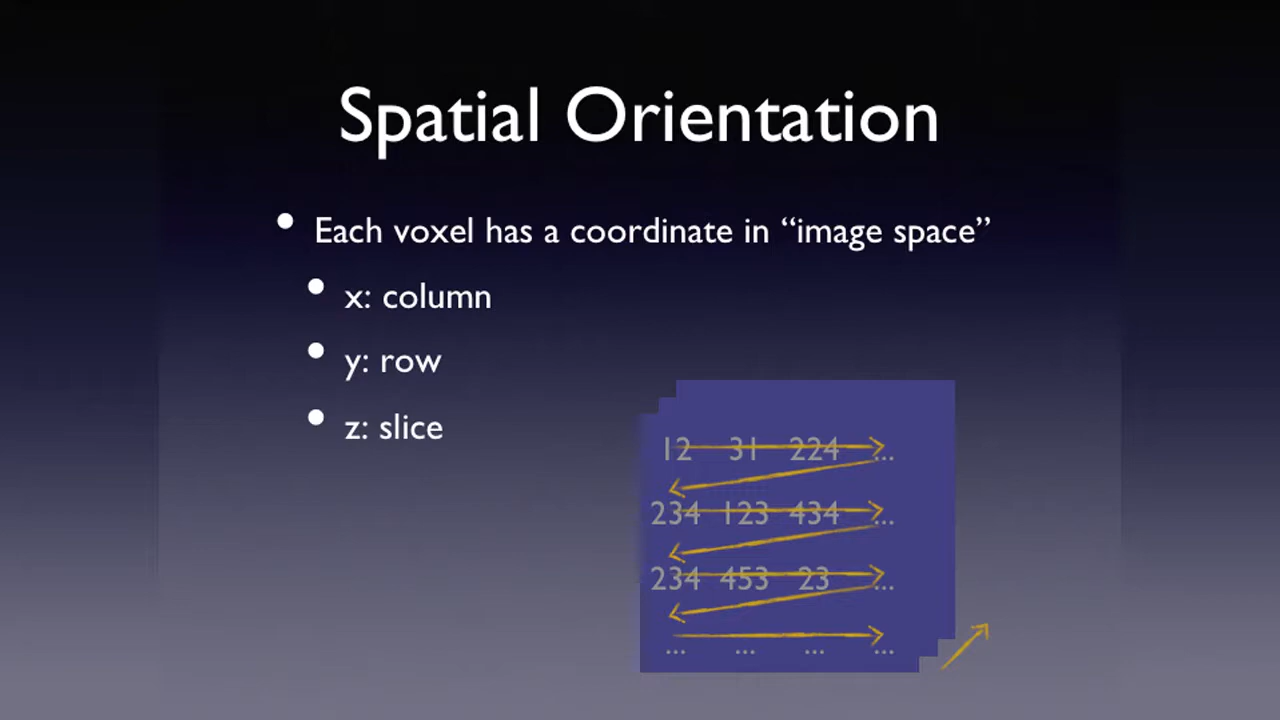 Spatial Orientation
• Each voxel has a coordinate in “image space”
• x: column
• y: row
• z: slice
12 31 224 ...
234 123 434 ...
234 453 23 ...
... ... ... ...